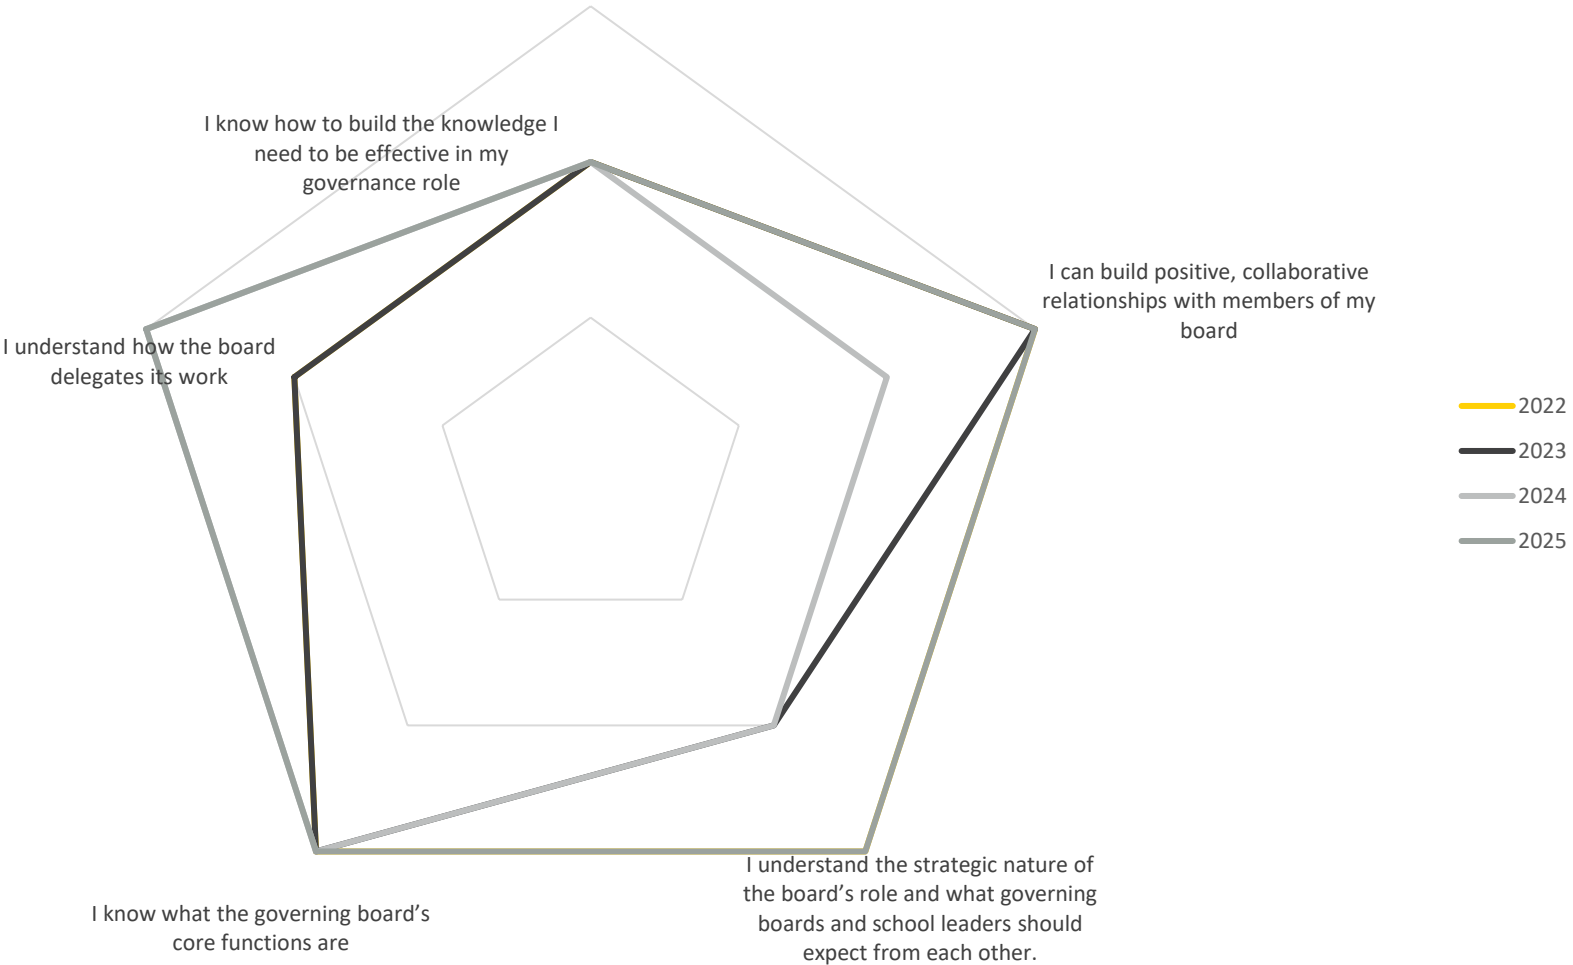 I know how to build the knowledge I
need to be effective in my
governance role
I can build positive, collaborative
relationships with members of my
board
I understand how the board
delegates its work
2022
2023
2024
2025
I understand the strategic nature of
the board’s role and what governing
boards and school leaders should
expect from each other.
I know what the governing board’s
core functions are